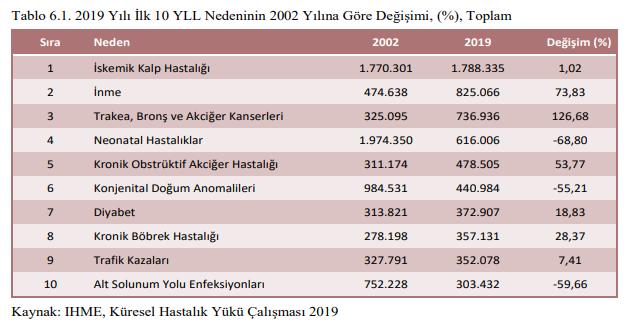 Tablo 6.1. 2019 Yılı İlk 10 YLL Nedeninin 2002 Yılına Göre Değişimi, (%), Toplam
Sıra Neden 2002 2019 Değişim (%)
1 İskemik Kalp Hastalığı 1.770.301 1.788.335 1,02
2 İnme 474.638 825.066 73,83
3 Trakea, Bronş ve Akciğer Kanserleri 325.095 736.936 126,68
4 Neonatal Hastalıklar 1.974.350 616.006 -68,80
5 Kronik Obstrüktif Akciğer Hastalığı 311.174 478.505 53,77
6 Konjenital Doğum Anomalileri 984.531 440.984 -55,21
7 Diyabet 313.821 372.907 18,83
8 Kronik Böbrek Hastalığı 278.198 357.131 28,37
9 Trafik Kazaları 327.791 352.078 7,41
10 Alt Solunum Yolu Enfeksiyonları 752.228 303.432 -59,66
Kaynak: IHME, Küresel Hastalık Yükü Çalışması 2019